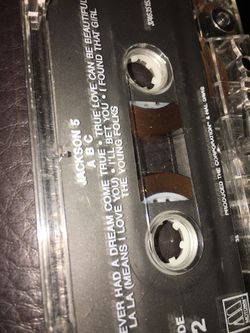 JACKSON 5
A B C
EVER HAD A DREAM COME TRUE • TRUE LOVE CAN BE BEAUTIFUL
LA LA (MEANS I LOVE YOU) • I'LL BET YOU • (I FOUND THAT GIRL
THE YOUNG FOLKS
DE
2
PRODUCED THE CORPORATION